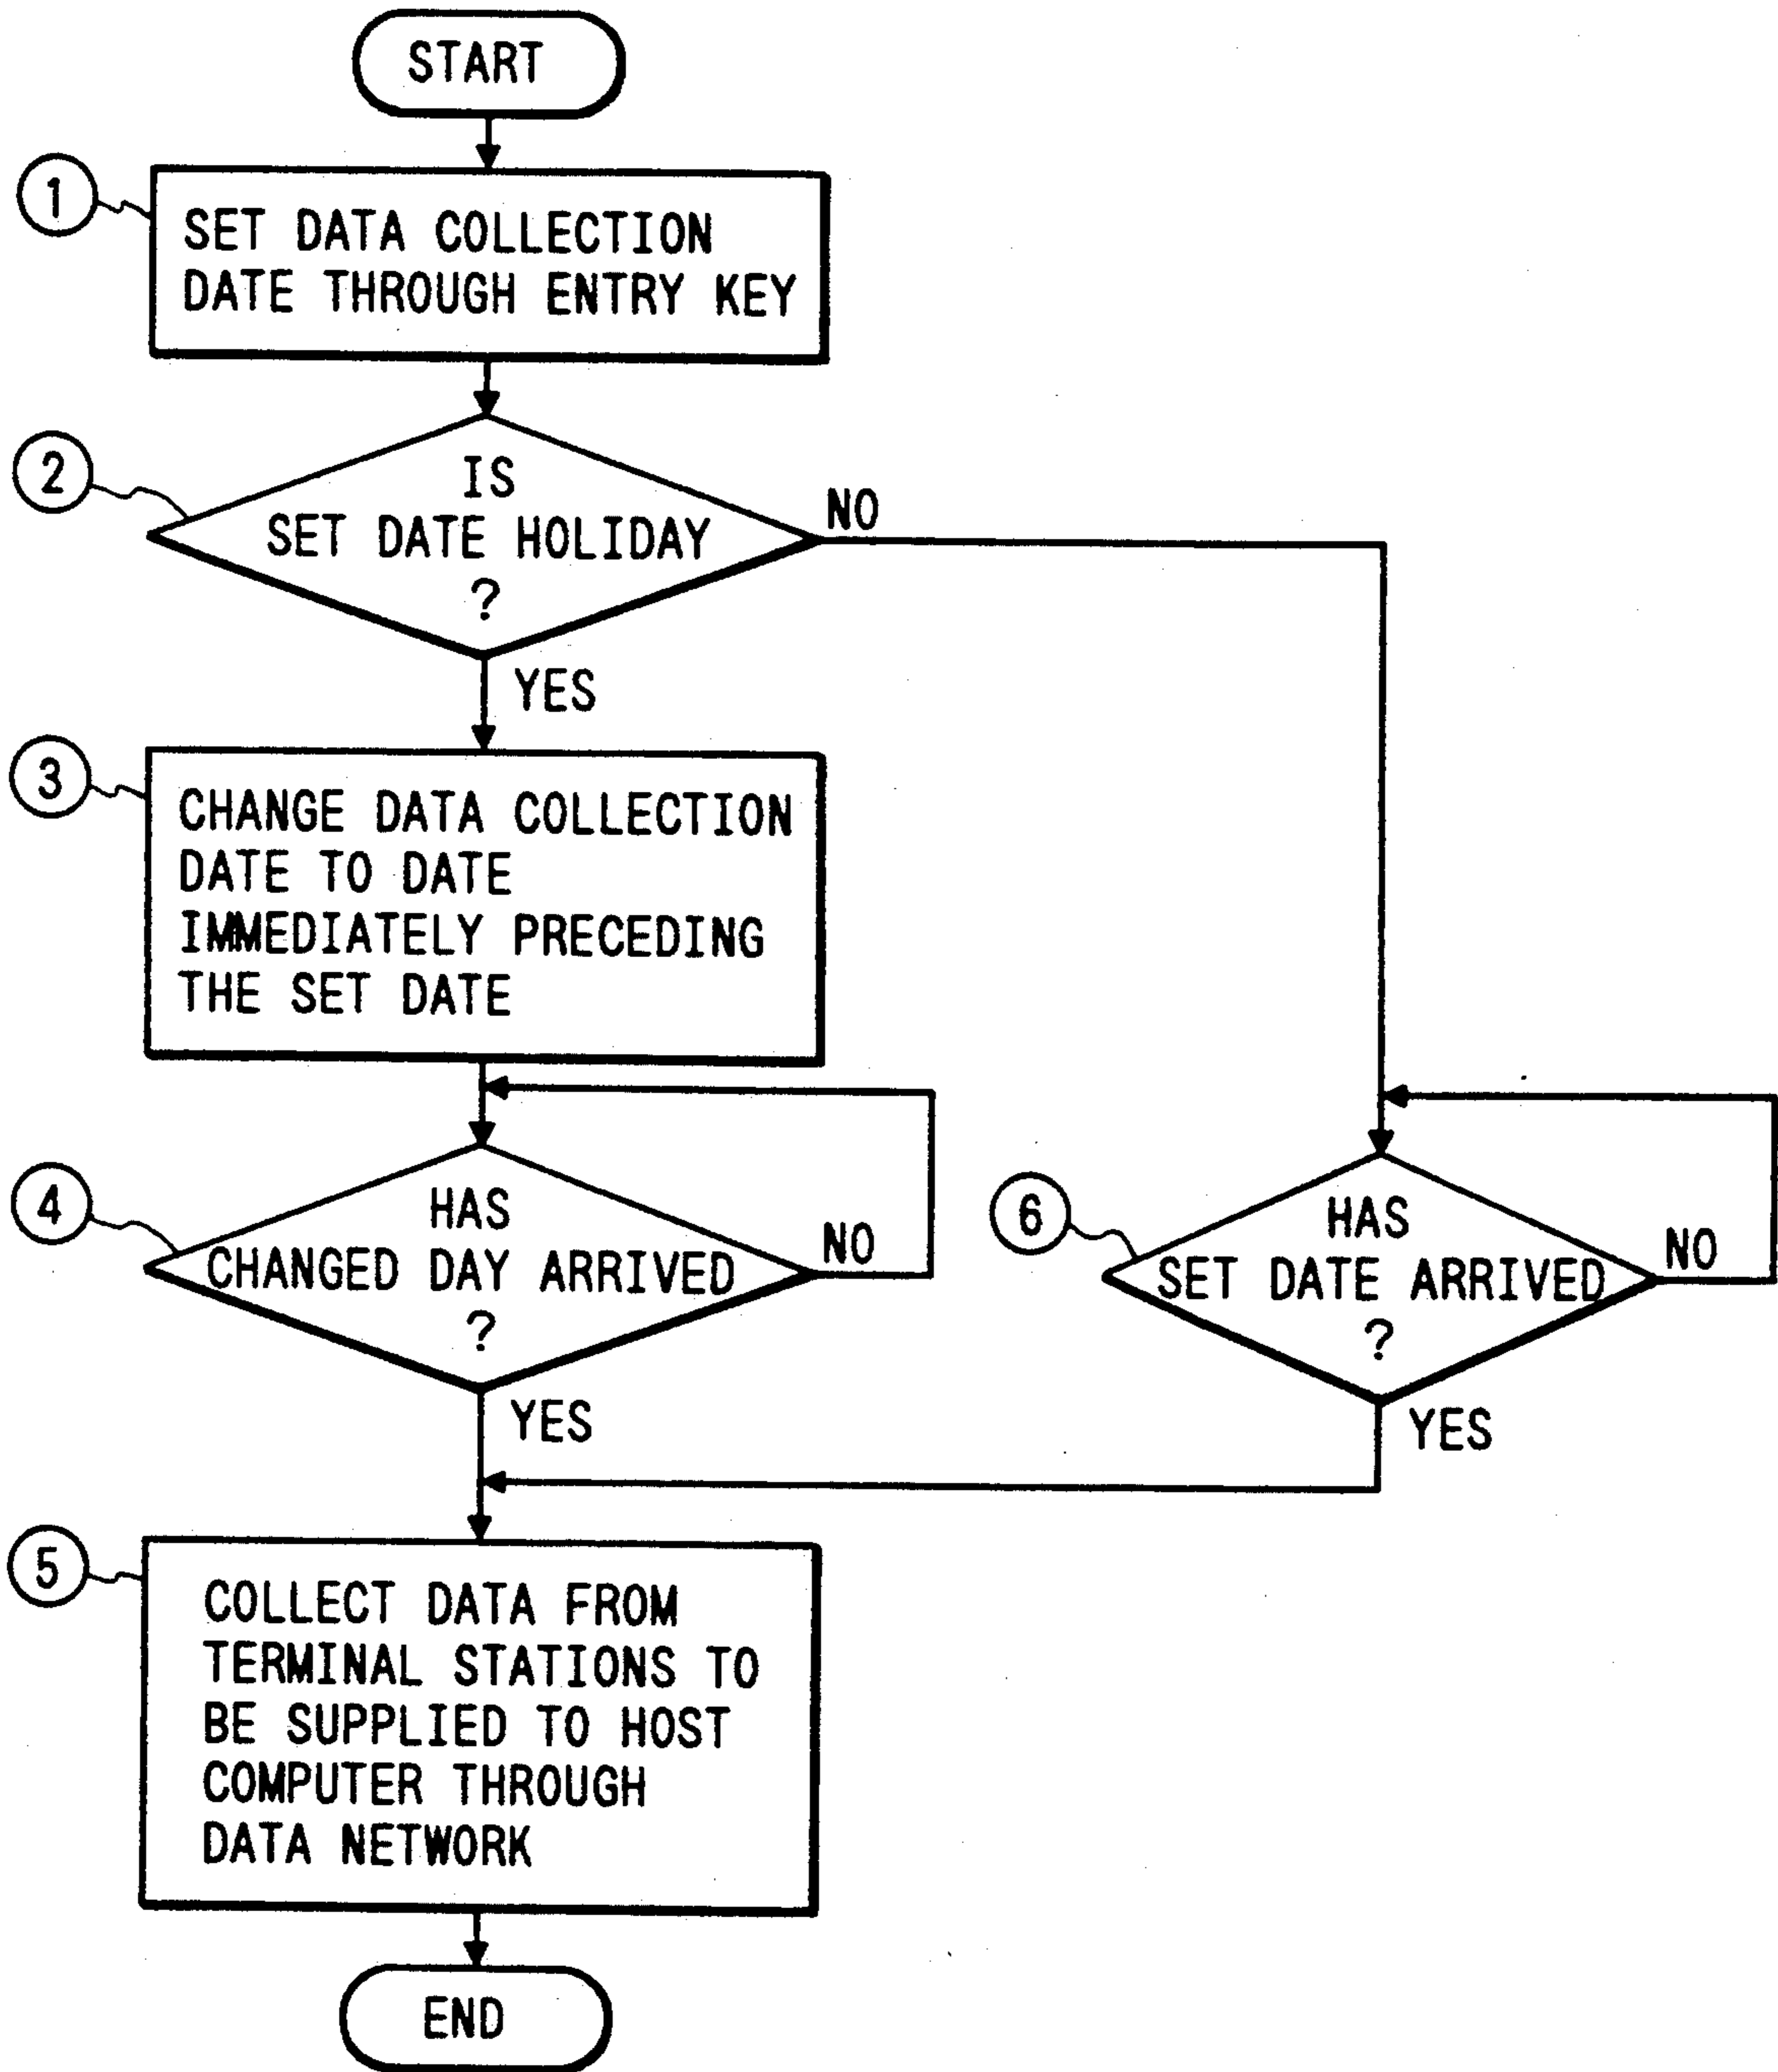 START
1
SET DATA COLLECTION
DATE THROUGH ENTRY KEY
2
IS
SET DATE HOLIDAY
?
NO
YES
3
CHANGE DATA COLLECTION
DATE TO DATE
IMMEDIATELY PRECEDING
THE SET DATE
4
HAS
CHANGED DAY ARRIVED
?
NO
YES
6
HAS
SET DATE ARRIVED
?
NO
YES
5
COLLECT DATA FROM
TERMINAL STATIONS TO
BE SUPPLIED TO HOST
COMPUTER THROUGH
DATA NETWORK
END